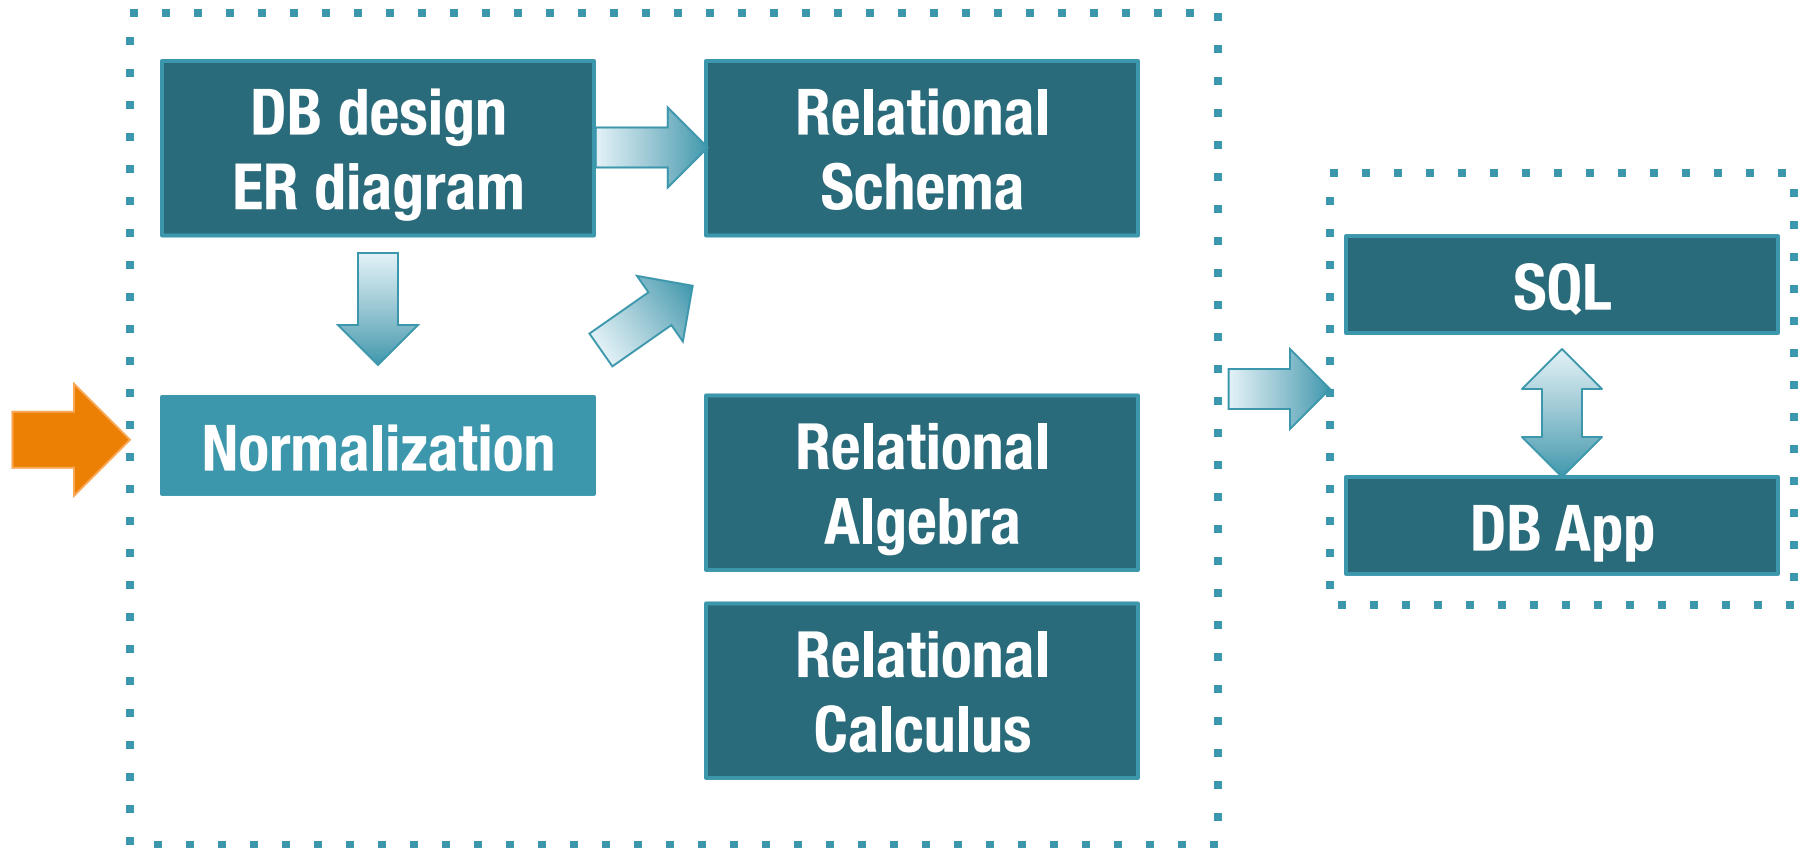 DB design
ER diagram
Relational
Schema
Normalization
Relational
Algebra
Relational
Calculus
SQL
DB App